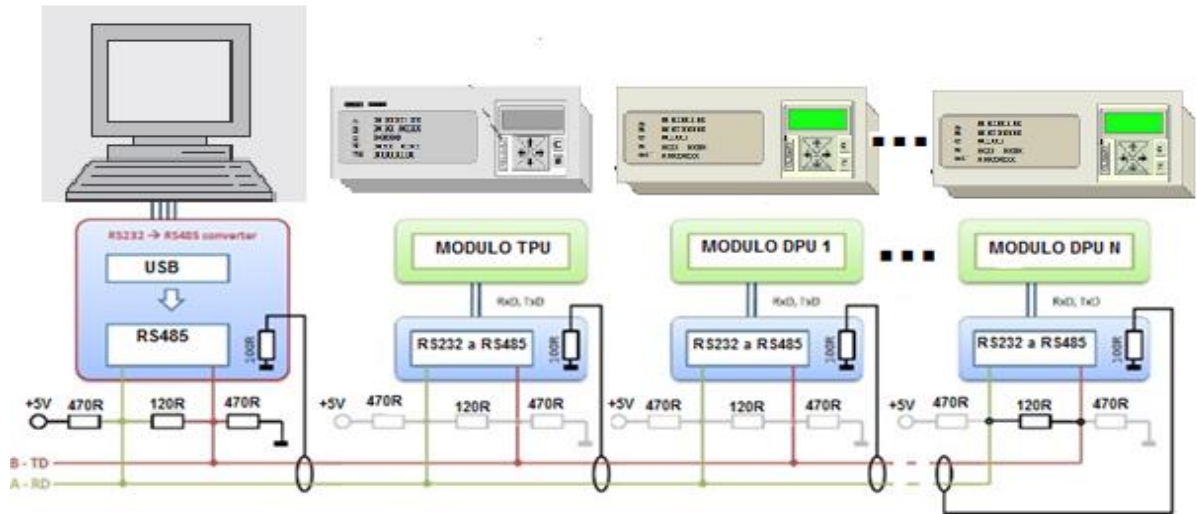 RS232 → RS485 converter
USB
RS485
100R
MODULO TPU
RxD, TxD
RS232 a RS485
100R
MODULO DPU 1
RxD, TxD
RS232 a RS485
100R
MODULO DPU N
RxD, TxD
RS232 a RS485
100R
+5V 470R 120R 470R
+5V 470R 120R 470R
+5V 470R 120R 470R
+5V 470R 120R 470R
B - TD
A - RD